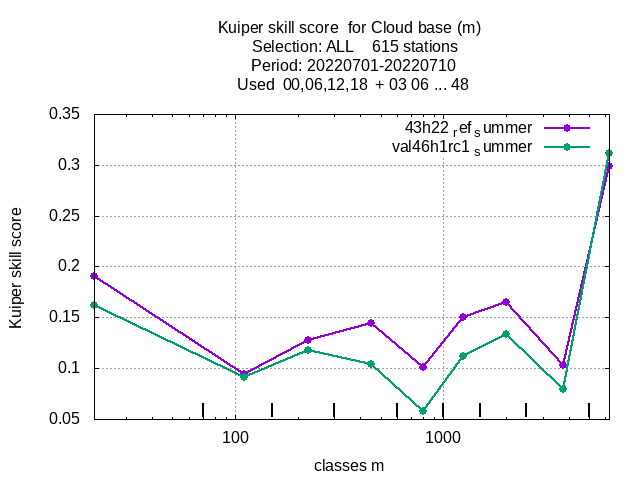 Kuiper skill score  for Cloud base (m)
Selection: ALL    615 stations
Period: 20220701-20220710
Used  00,06,12,18  + 03 06 ... 48
0.35
43h22 ref summer
val46h1rc1 summer
0.3
0.25
0.2
0.15
0.1
0.05
Kuiper skill score
100
1000
classes m